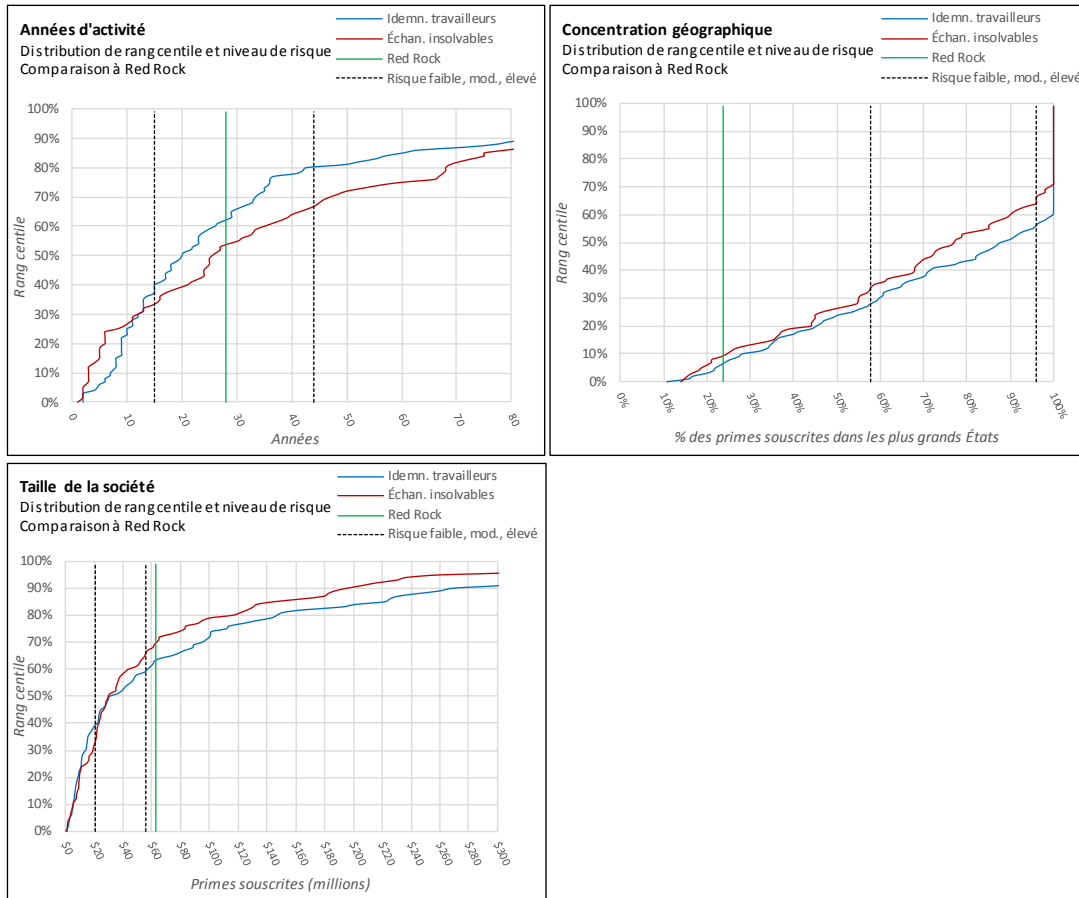 Années d'activité
Distribution de rang centile et niveau de risque
Comparaison à Red Rock
Idemn. travailleurs
Échan. insolvables
Red Rock
Risque faible, mod., élevé
100%
90%
80%
70%
60%
50%
40%
30%
20%
10%
0%
Rang centile
0
10
20
30
40
50
60
70
80
Années
Concentration géographique
Distribution de rang centile et niveau de risque
Comparaison à Red Rock
Idemn. travailleurs
Échan. insolvables
Red Rock
Risque faible, mod., élevé
100%
90%
80%
70%
60%
50%
40%
30%
20%
10%
0%
Rang centile
0%
10%
20%
30%
40%
50%
60%
70%
80%
90%
100%
% des primes souscrites dans les plus grands États
Taille de la société
Distribution de rang centile et niveau de risque
Comparaison à Red Rock
Idemn. travailleurs
Échan. insolvables
Red Rock
Risque faible, mod., élevé
100%
90%
80%
70%
60%
50%
40%
30%
20%
10%
0%
Rang centile
$0
$20
$40
$60
$80
$100
$120
$140
$160
$180
$200
$220
$240
$260
$280
$300
Primes souscrites (millions)